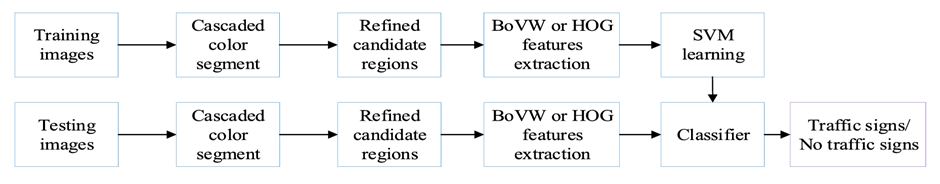 Training
images
Cascaded
color
segment
Refined
candidate
regions
BoVW or HOG
features
extraction
SVM
learning
Testing
images
Cascaded
color
segment
Refined
candidate
regions
BoVW or HOG
features
extraction
Classifier
Traffic signs/
No traffic signs